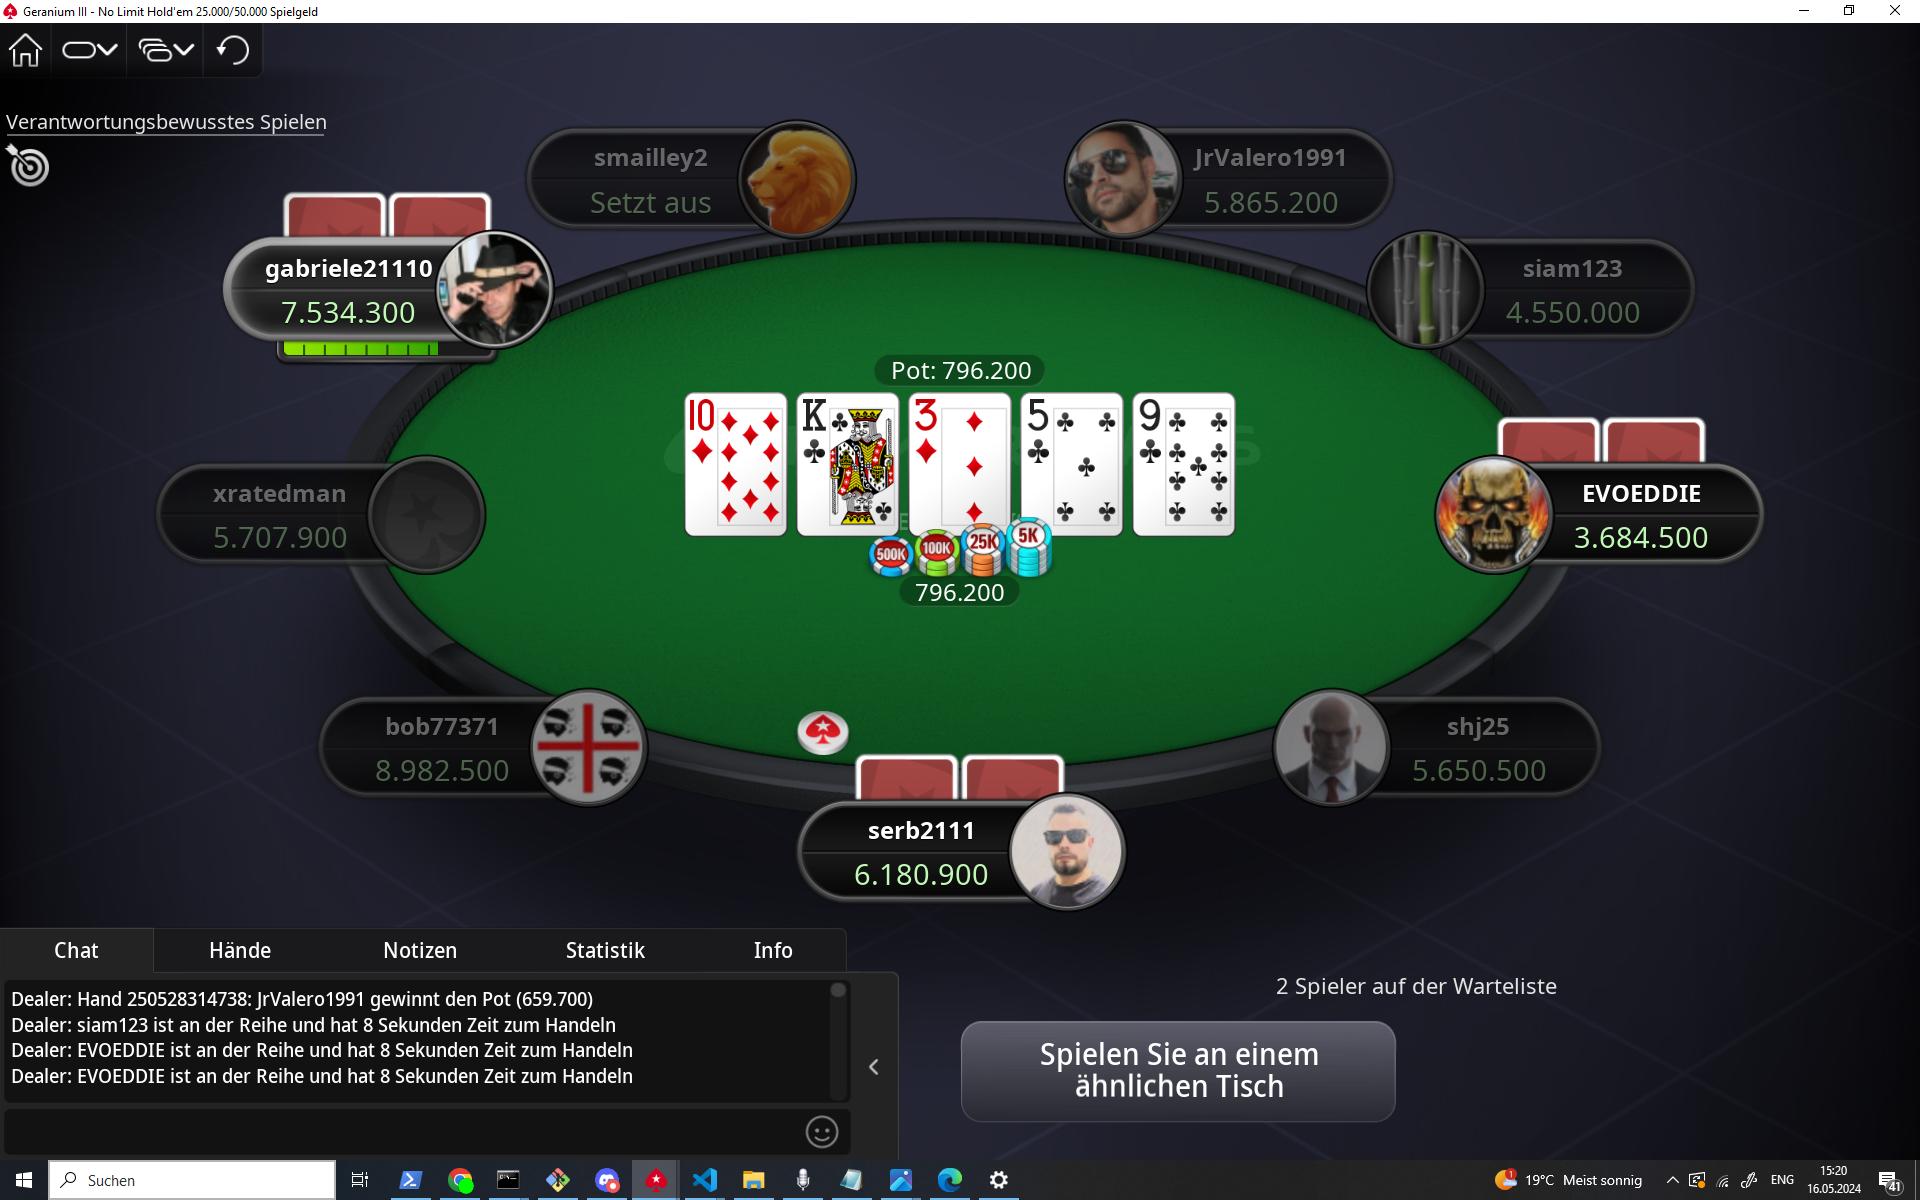 Geranium III - No Limit Hold'em 25.000/50.000 Spielgeld
Verantwortungsbewusstes Spielen
smailley2
Setzt aus
JrValero1991
5.865.200
gabriele21110
7.534.300
siam123
4.550.000
Pot: 796.200
10
K
3
5
9
xratedman
5.707.900
EVOEDDIE
3.684.500
500K
100K
25K
5K
796.200
bob77371
8.982.500
shj25
5.650.500
serb2111
6.180.900
Chat Hände Notizen Statistik Info
Dealer: Hand 250528314738: JrValero1991 gewinnt den Pot (659.700)
Dealer: siam123 ist an der Reihe und hat 8 Sekunden Zeit zum Handeln
Dealer: EVOEDDIE ist an der Reihe und hat 8 Sekunden Zeit zum Handeln
Dealer: EVOEDDIE ist an der Reihe und hat 8 Sekunden Zeit zum Handeln
2 Spieler auf der Warteliste
Spielen Sie an einem
ähnlichen Tisch
Suchen
1
19°C Meist sonnig
ENG
15:20
16.05.2024
41